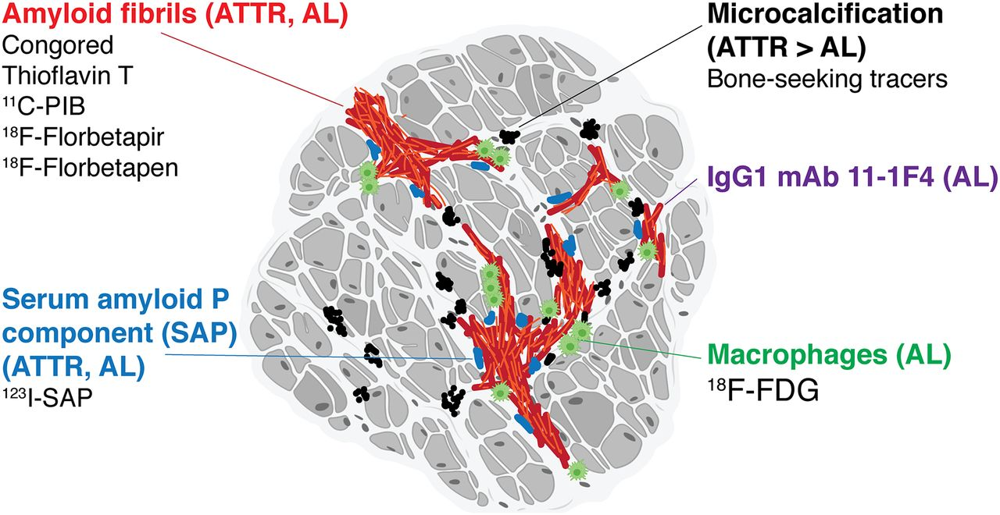 Amyloid fibrils (ATTR, AL)
Congored
Thioflavin T
¹¹C-PIB
¹⁸F-Florbetapir
¹⁸F-Florbetapen
Serum amyloid P
component (SAP)
(ATTR, AL)
¹²³I-SAP
Microcalcification
(ATTR > AL)
Bone-seeking tracers
IgG1 mAb 11-1F4 (AL)
Macrophages (AL)
¹⁸F-FDG